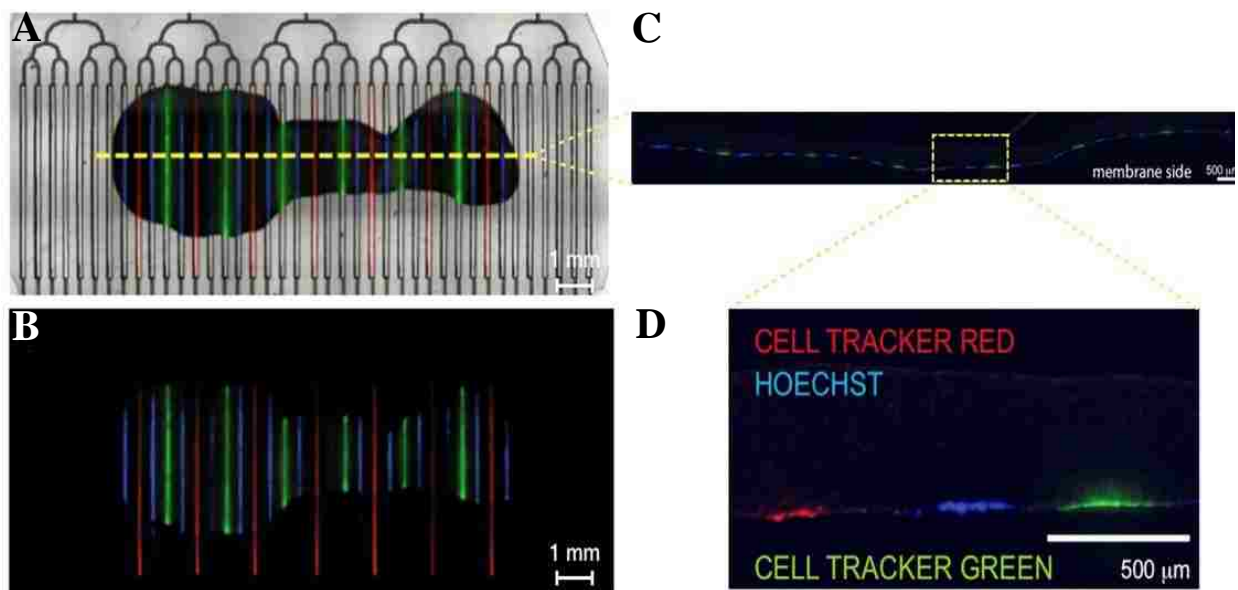 A
1 mm
B
1 mm
C
membrane side
500 μm
D
CELL TRACKER RED
HOECHST
CELL TRACKER GREEN
500 μm